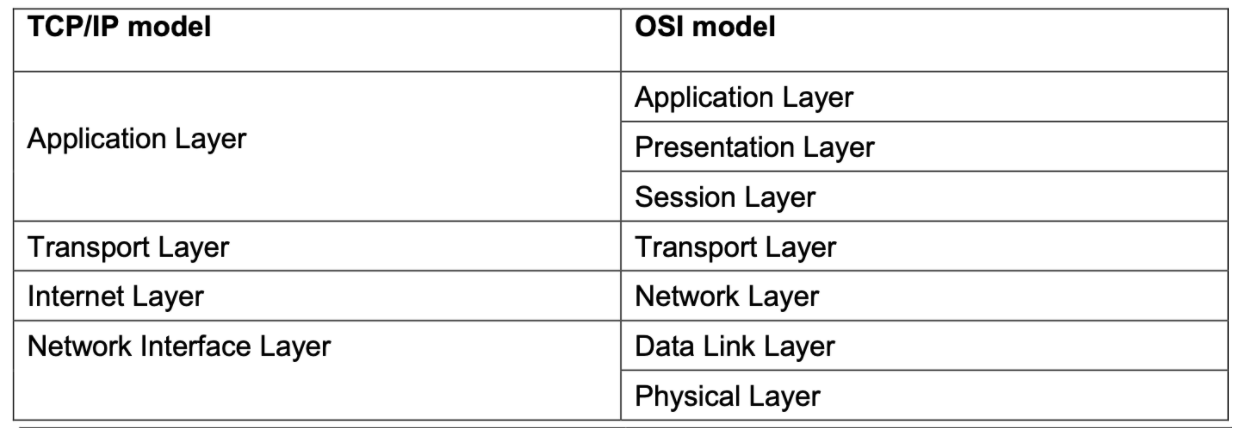 TCP/IP model
OSI model
Application Layer
Application Layer
Presentation Layer
Session Layer
Transport Layer
Transport Layer
Internet Layer
Network Layer
Network Interface Layer
Data Link Layer
Physical Layer